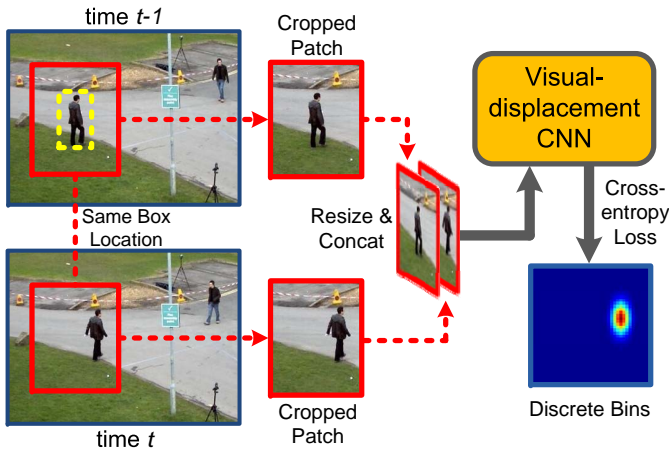 time t-1
Cropped
Patch
Visual-
displacement
CNN
Same Box
Location
Resize &
Concat
Cross-
entropy
Loss
Cropped
Patch
Discrete Bins
time t